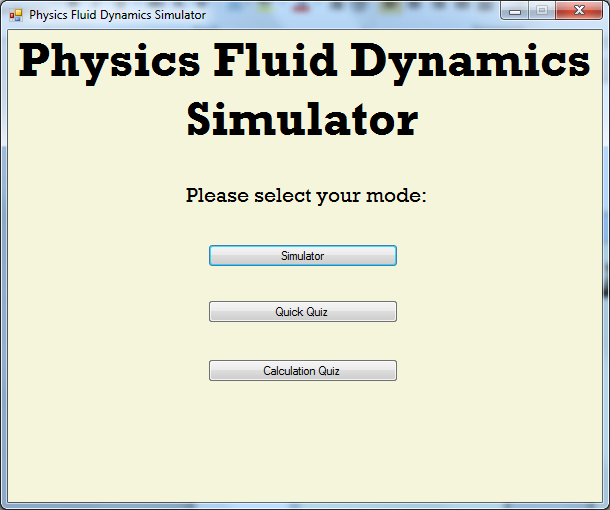 Physics Fluid Dynamics Simulator
Physics Fluid Dynamics
Simulator
Please select your mode:
Simulator
Quick Quiz
Calculation Quiz